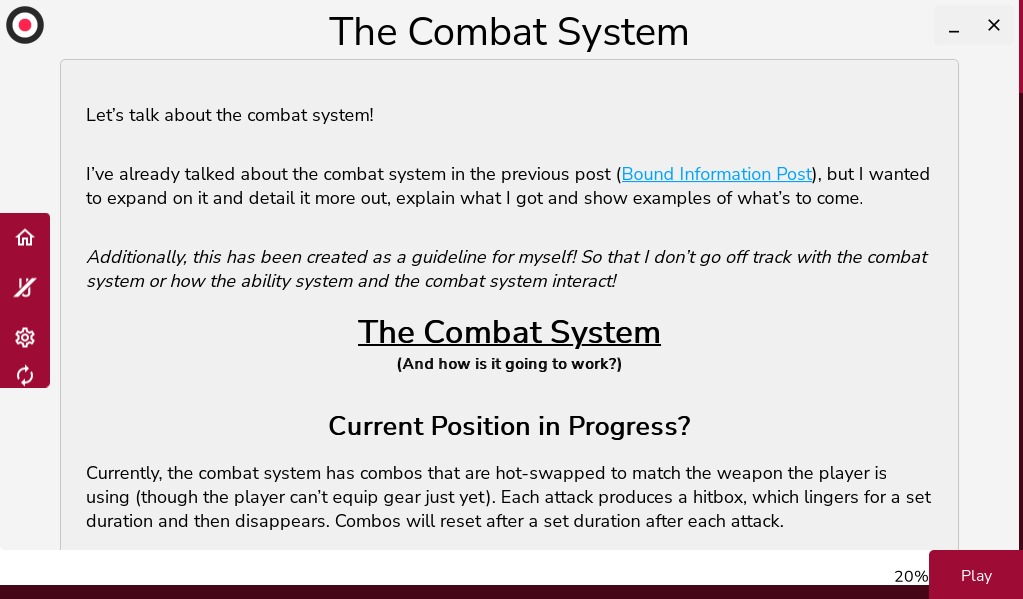 The Combat System
Let's talk about the combat system!
I've already talked about the combat system in the previous post (Bound Information Post), but I wanted
to expand on it and detail it more out, explain what I got and show examples of what's to come.
Additionally, this has been created as a guideline for myself! So that I don't go off track with the combat
system or how the ability system and the combat system interact!
The Combat System
(And how is it going to work?)
Current Position in Progress?
Currently, the combat system has combos that are hot-swapped to match the weapon the player is
using (though the player can't equip gear just yet). Each attack produces a hitbox, which lingers for a set
duration and then disappears. Combos will reset after a set duration after each attack.
20%
Play